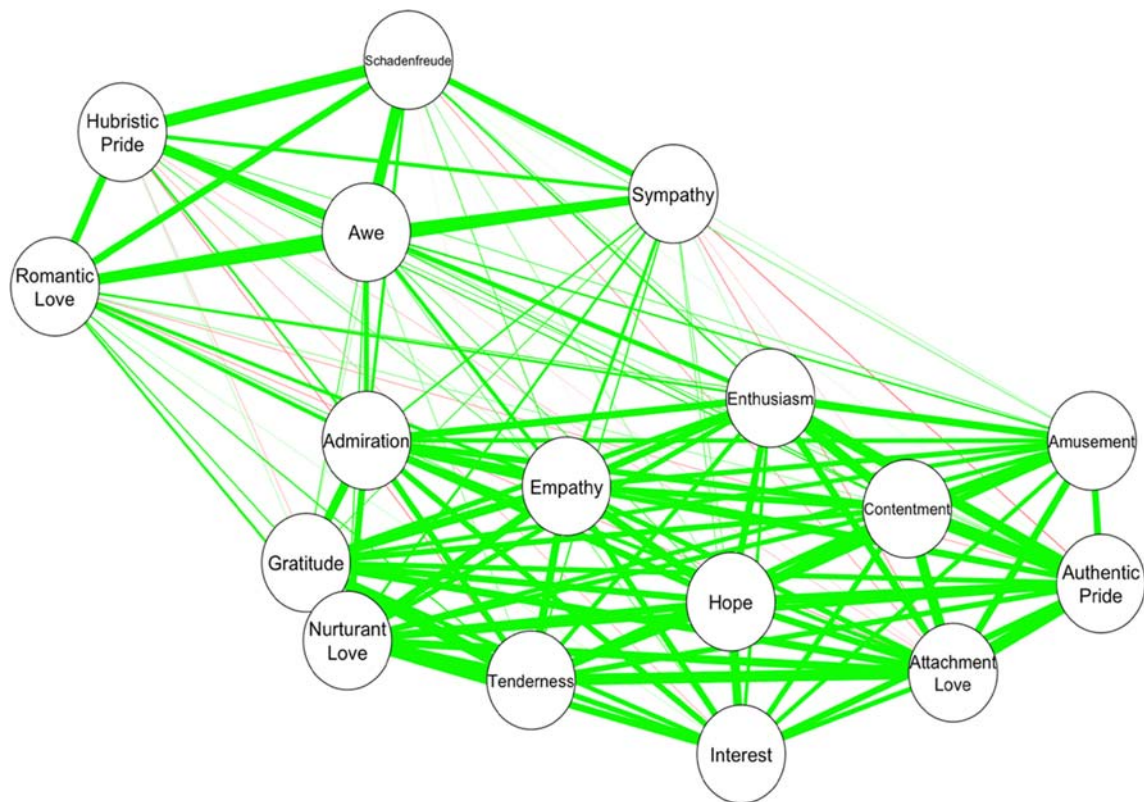 Schadenfreude
Hubristic
Pride
Sympathy
Awe
Romantic
Love
Enthusiasm
Admiration
Amusement
Empathy
Contentment
Gratitude
Authentic
Pride
Hope
Nurturant
Love
Tenderness
Attachment
Love
Interest